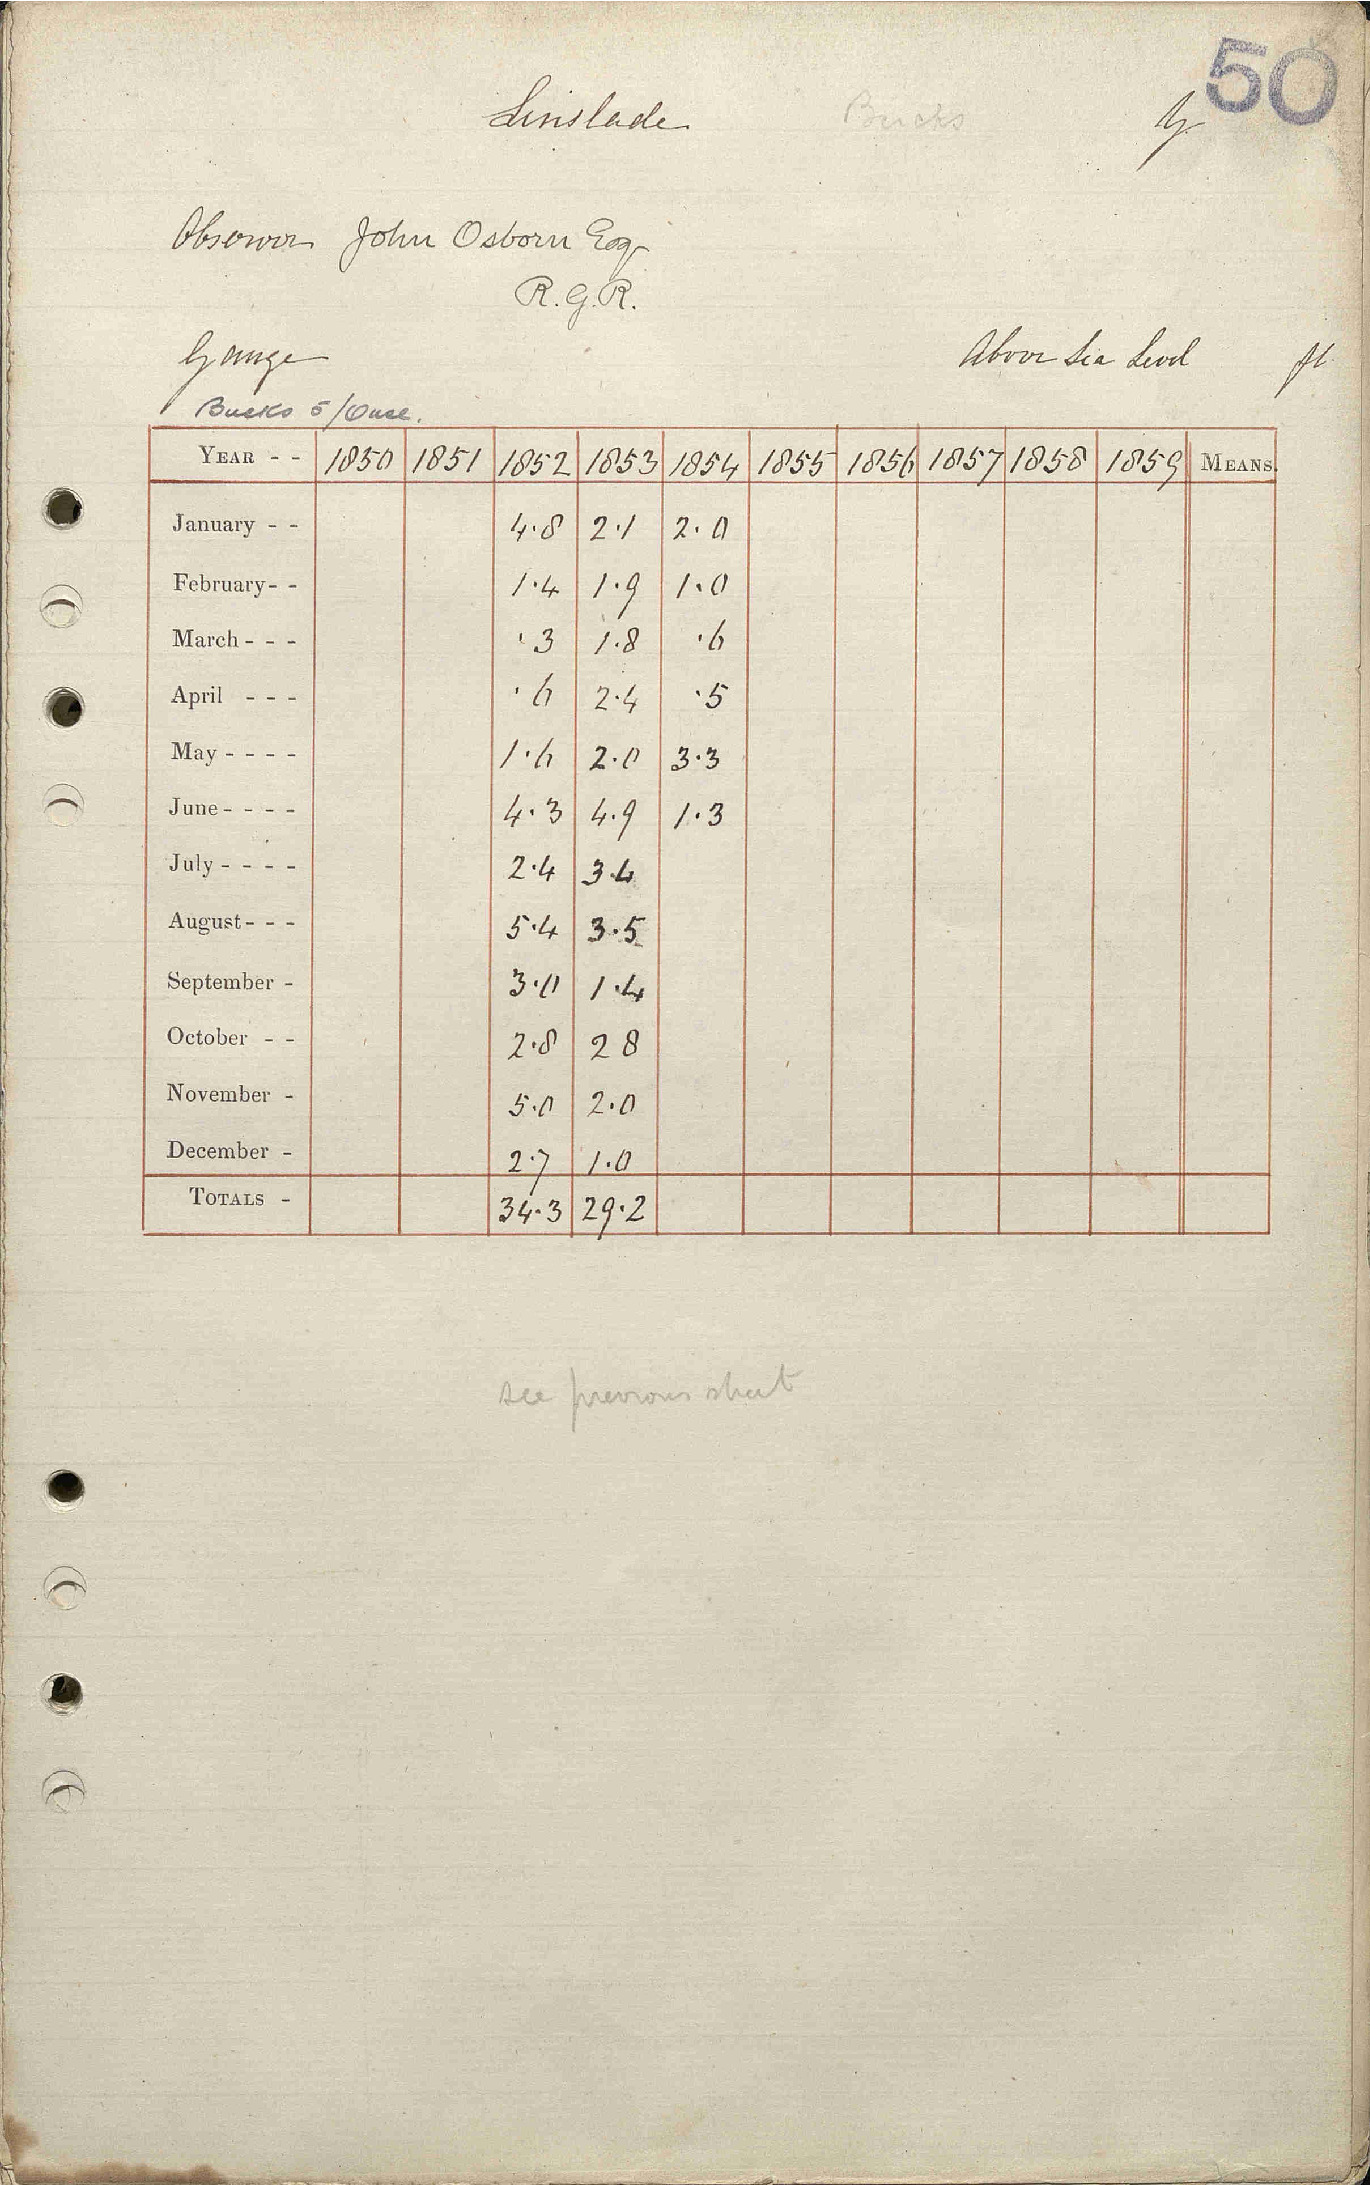 50
Linslade Bucks
Observer John Osborn Esq
R.G.R.
Gauge Above Sea Level ft
Bucks 5/Ouse.
YEAR - - 1850 1851 1852 1853 1854 1855 1856 1857 1858 1859 MEANS.
January - - 4.8 2.1 2.0
February - - 1.4 1.9 1.0
March - - - .3 1.8 .6
April - - - .6 2.4 .5
May - - - - 1.6 2.0 3.3
June - - - - 4.3 4.9 1.3
July - - - - 2.4 3.4
August - - - 5.4 3.5
September - 3.0 1.4
October - - 2.8 2 8
November - 5.0 2.0
December - 2.7 1.0
TOTALS - 34.3 29.2
see previous sheet